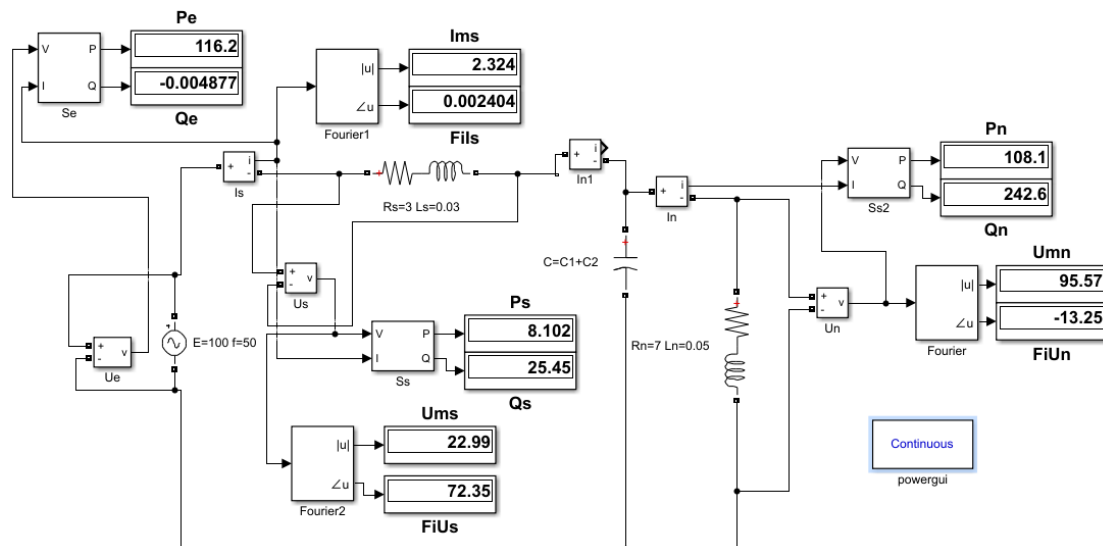 Pe
V
P
116.2
I
Q
-0.004877
Se
Qe
Ims
|u|
2.324
∠u
0.002404
Fourier1
FiIs
+
i
-
Is
Rs=3 Ls=0.03
+
i
-
In1
+
i
-
In
Pn
V
P
108.1
I
Q
242.6
Ss2
Qn
C=C1+C2
+
v
-
Us
Umn
|u|
95.57
∠u
-13.25
Fourier
FiUn
+
v
-
Un
E=100 f=50
+
v
-
Ue
Ps
V
P
8.102
I
Q
25.45
Ss
Qs
Rn=7 Ln=0.05
Ums
|u|
22.99
∠u
72.35
Fourier2
FiUs
Continuous
powergui